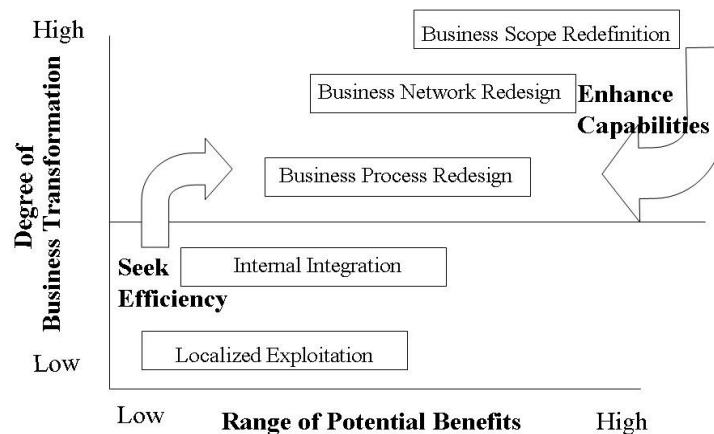 High
Business Scope Redefinition
Business Network Redesign
Enhance
Capabilities
Degree of
Business Transformation
Business Process Redesign
Seek
Efficiency
Internal Integration
Localized Exploitation
Low
Low
Range of Potential Benefits
High